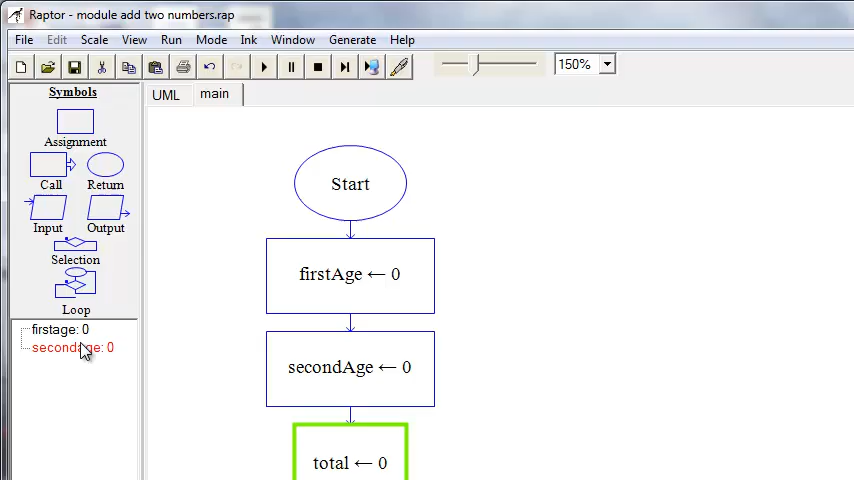 Raptor - module add two numbers.rap
File Edit Scale View Run Mode Ink Window Generate Help
150%
Symbols
UML main
Assignment
Call Return
Input Output
Selection
Loop
firstage: 0
secondage: 0
Start
firstAge ← 0
secondAge ← 0
total ← 0